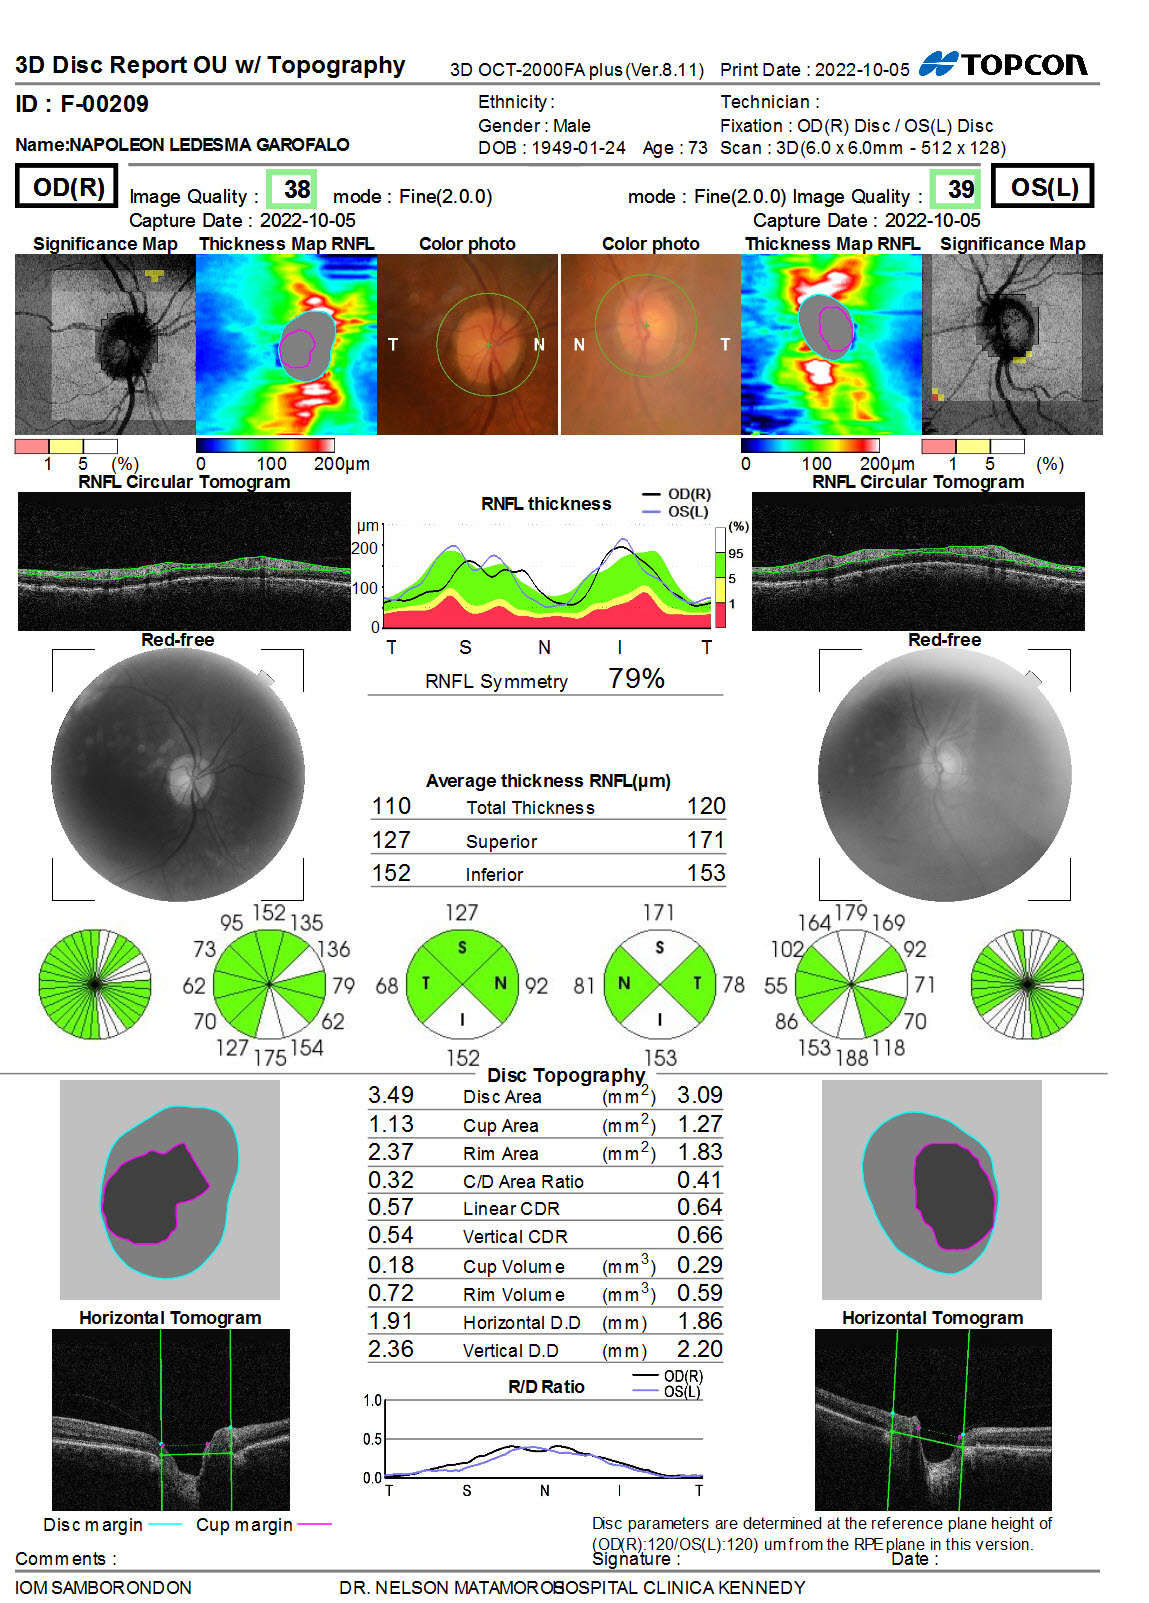 3D Disc Report OU w/ Topography 3D OCT-2000FA plus(Ver.8.11) Print Date : 2022-10-05 TOPCON
ID : F-00209 Ethnicity : Technician :
Gender : Male Fixation : OD(R) Disc / OS(L) Disc
Name:NAPOLEON LEDESMA GAROFALO DOB : 1949-01-24 Age : 73 Scan : 3D(6.0 x 6.0mm - 512 x 128)
OD(R) Image Quality : 38 mode : Fine(2.0.0) mode : Fine(2.0.0) Image Quality : 39 OS(L)
Capture Date : 2022-10-05 Capture Date : 2022-10-05
Significance Map Thickness Map RNFL Color photo Color photo Thickness Map RNFL Significance Map
T N N T
1 5 (%) 0 100 200µm 0 100 200µm 1 5 (%)
RNFL Circular Tomogram RNFL Circular Tomogram
RNFL thickness OD(R)
OS(L)
µm (%)
200 95
100 5
0 1
T S N I T
RNFL Symmetry 79%
Red-free Red-free
Average thickness RNFL(µm)
110 Total Thickness 120
127 Superior 171
152 Inferior 153
95 152 135 127 171 164 179 169
73 136 S S 102 92
62 79 68 T N 92 81 N T 78 55 71
70 62 I I 86 70
127 175 154 152 153 153 188 118
Disc Topography
3.49 Disc Area (mm2) 3.09
1.13 Cup Area (mm2) 1.27
2.37 Rim Area (mm2) 1.83
0.32 C/D Area Ratio 0.41
0.57 Linear CDR 0.64
0.54 Vertical CDR 0.66
0.18 Cup Volume (mm3) 0.29
0.72 Rim Volume (mm3) 0.59
1.91 Horizontal D.D (mm) 1.86
2.36 Vertical D.D (mm) 2.20
Horizontal Tomogram Horizontal Tomogram
R/D Ratio OD(R)
OS(L)
1.0
0.5
0.0
T S N I T
Disc margin Cup margin
Disc parameters are determined at the reference plane height of
(OD(R):120/OS(L):120) um from the RPE plane in this version.
Comments : Signature : Date :
IOM SAMBORONDON DR. NELSON MATAMOROS HOSPITAL CLINICA KENNEDY